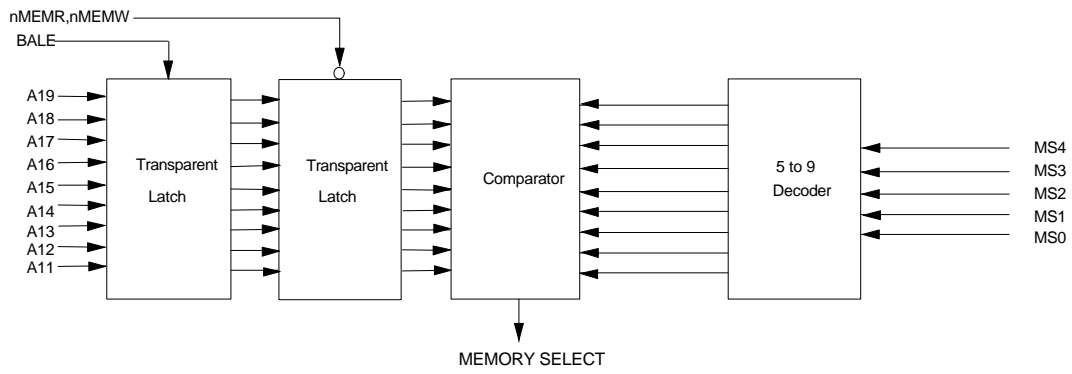 nMEMR,nMEMW
BALE
A19
A18
A17
A16
A15
A14
A13
A12
A11
Transparent
Latch
Transparent
Latch
Comparator
5 to 9
Decoder
MS4
MS3
MS2
MS1
MS0
MEMORY SELECT